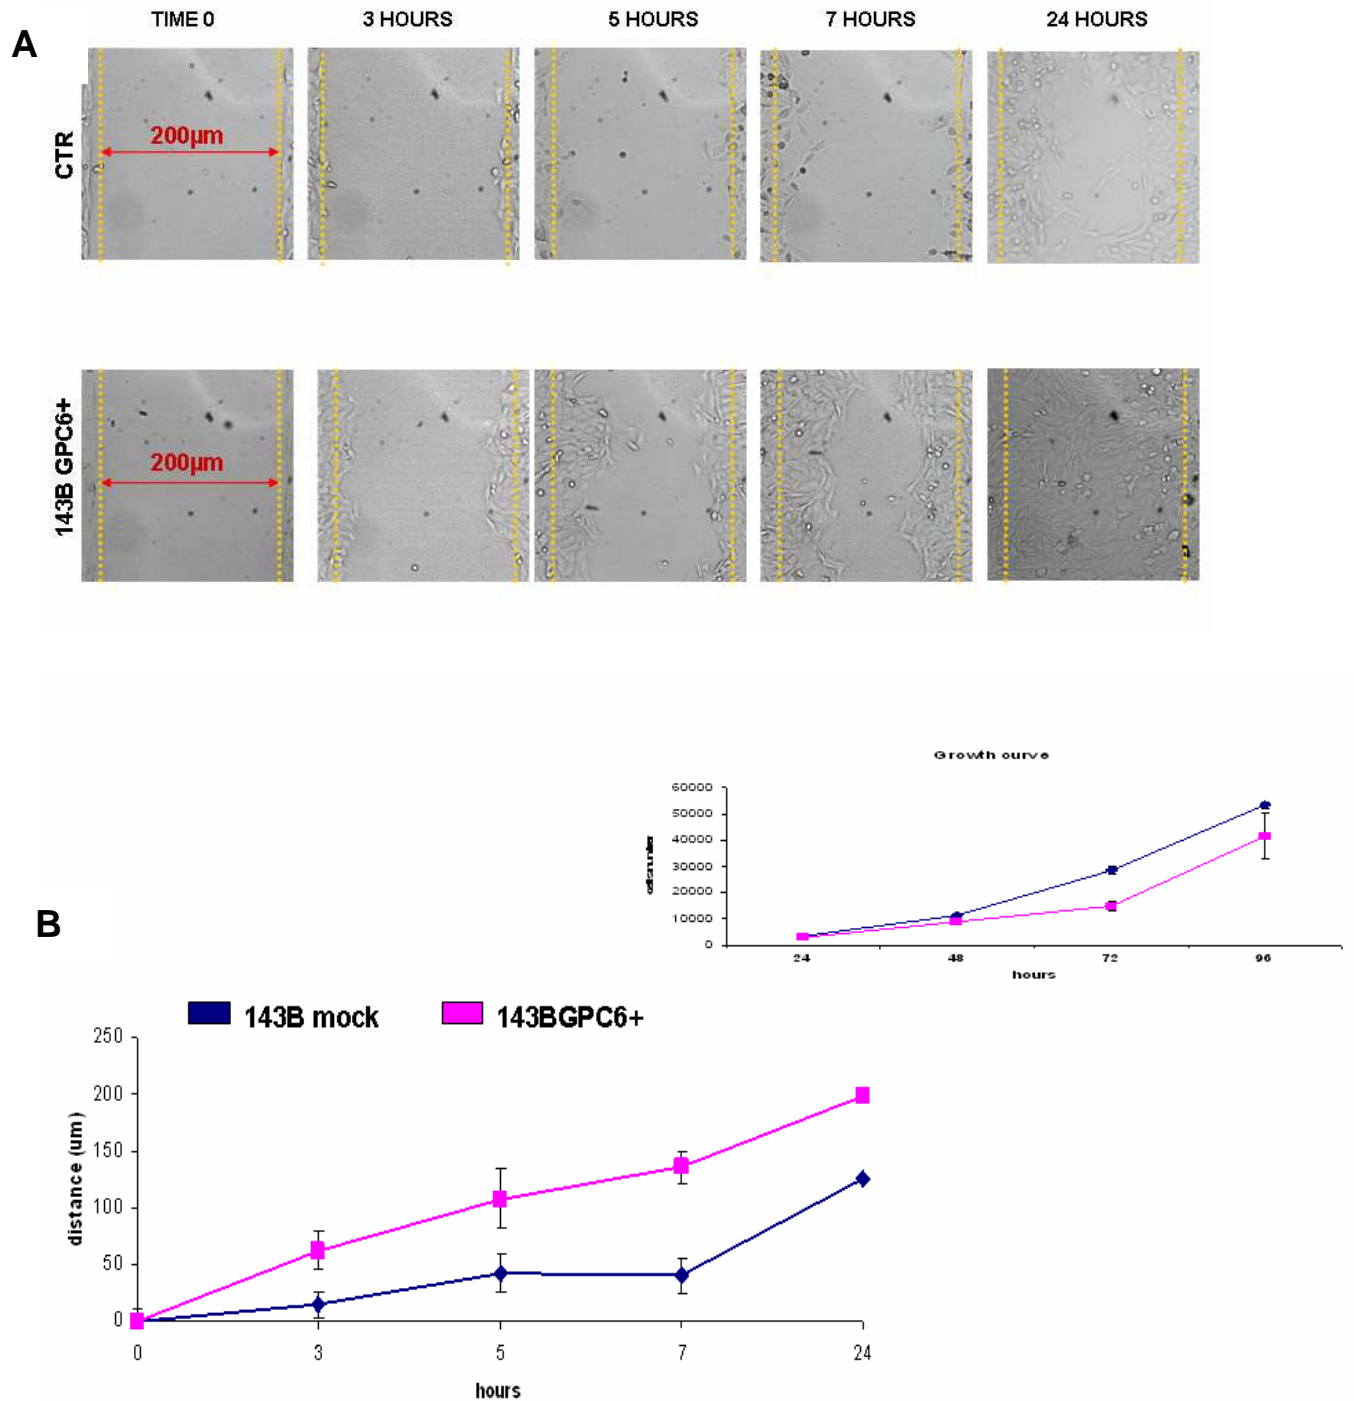 TIME 0 3 HOURS 5 HOURS 7 HOURS 24 HOURS
A
CTR
200µm
143B GPC6+
200µm
Growth curve
60000
50000
40000
30000
20000
10000
0
24 48 72 96
hours
B
143B mock 143BGPC6+
250
200
150
100
50
0
distance (um)
0 3 5 7 24
hours